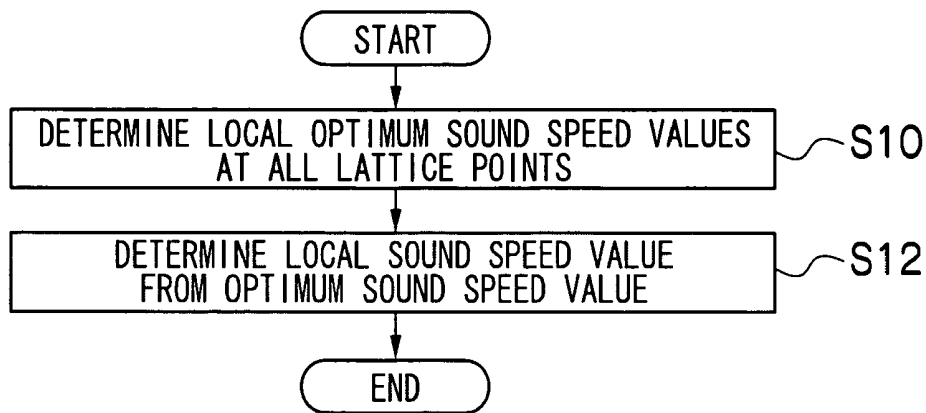 START
DETERMINE LOCAL OPTIMUM SOUND SPEED VALUES
AT ALL LATTICE POINTS
S10
DETERMINE LOCAL SOUND SPEED VALUE
FROM OPTIMUM SOUND SPEED VALUE
S12
END